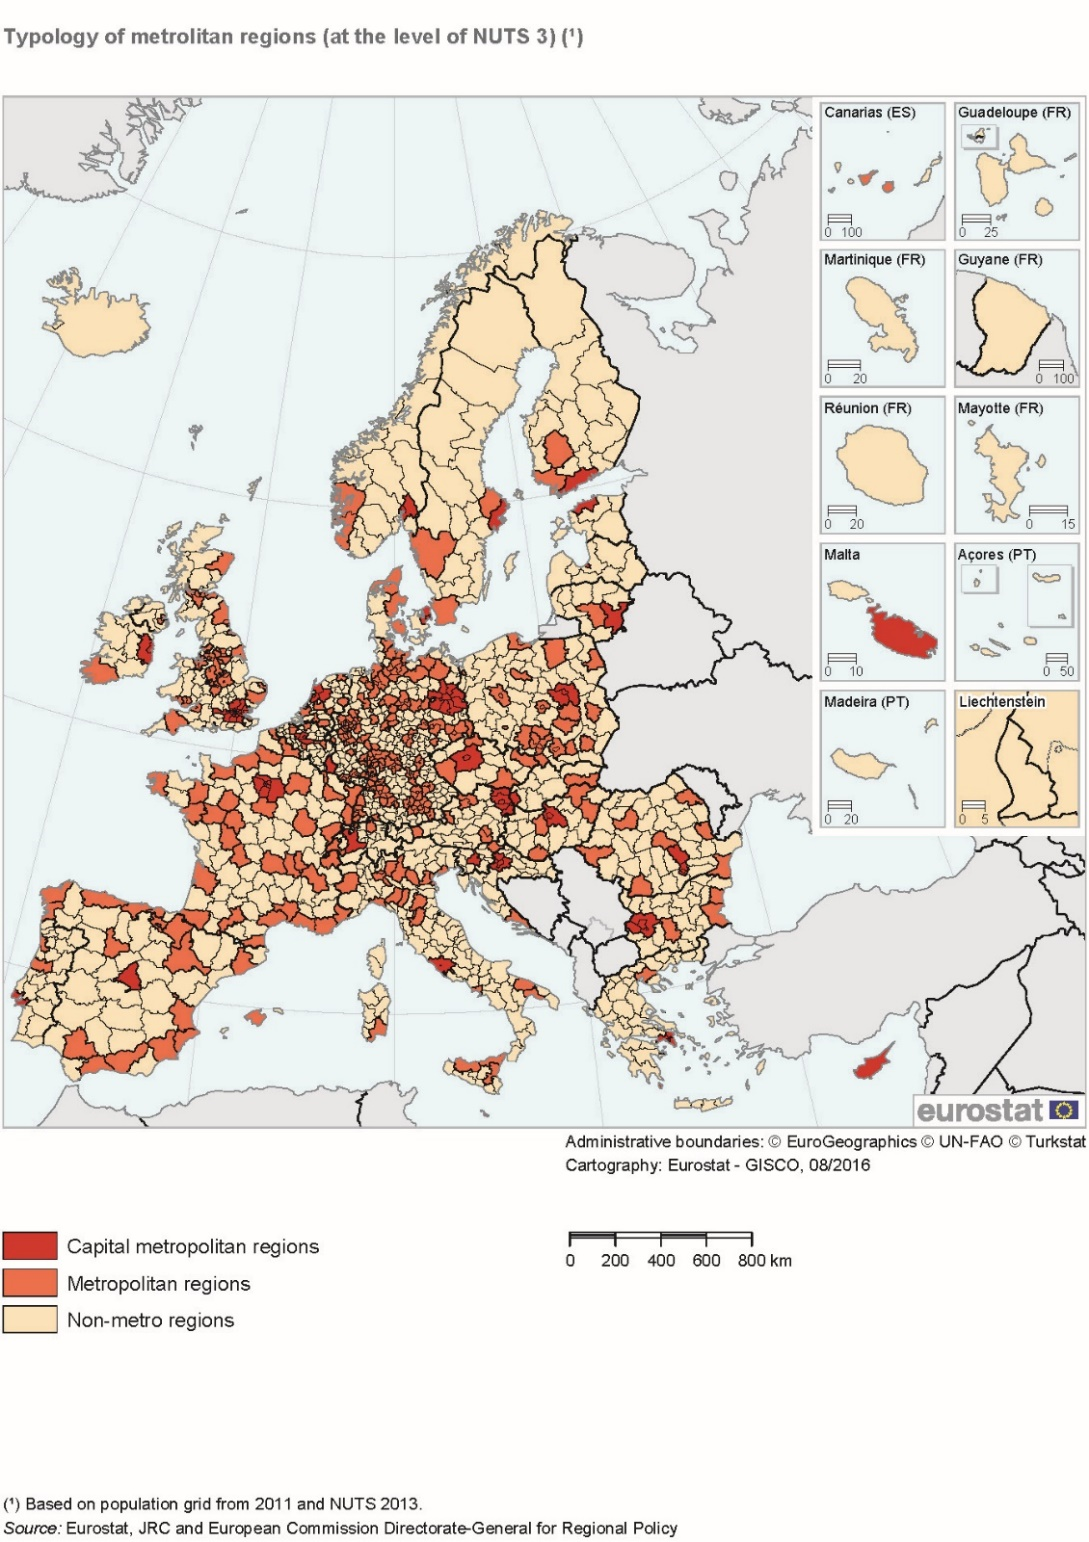 Typology of metrolitan regions (at the level of NUTS 3) (¹)
Canarias (ES)
0 100
Guadeloupe (FR)
0 25
Martinique (FR)
0 20
Guyane (FR)
0 100
Réunion (FR)
0 20
Mayotte (FR)
0 15
Malta
0 10
Açores (PT)
0 50
Madeira (PT)
0 20
Liechtenstein
0 5
eurostat
Administrative boundaries: © EuroGeographics © UN-FAO © Turkstat
Cartography: Eurostat - GISCO, 08/2016
Capital metropolitan regions
Metropolitan regions
Non-metro regions
0 200 400 600 800 km
(¹) Based on population grid from 2011 and NUTS 2013.
Source: Eurostat, JRC and European Commission Directorate-General for Regional Policy